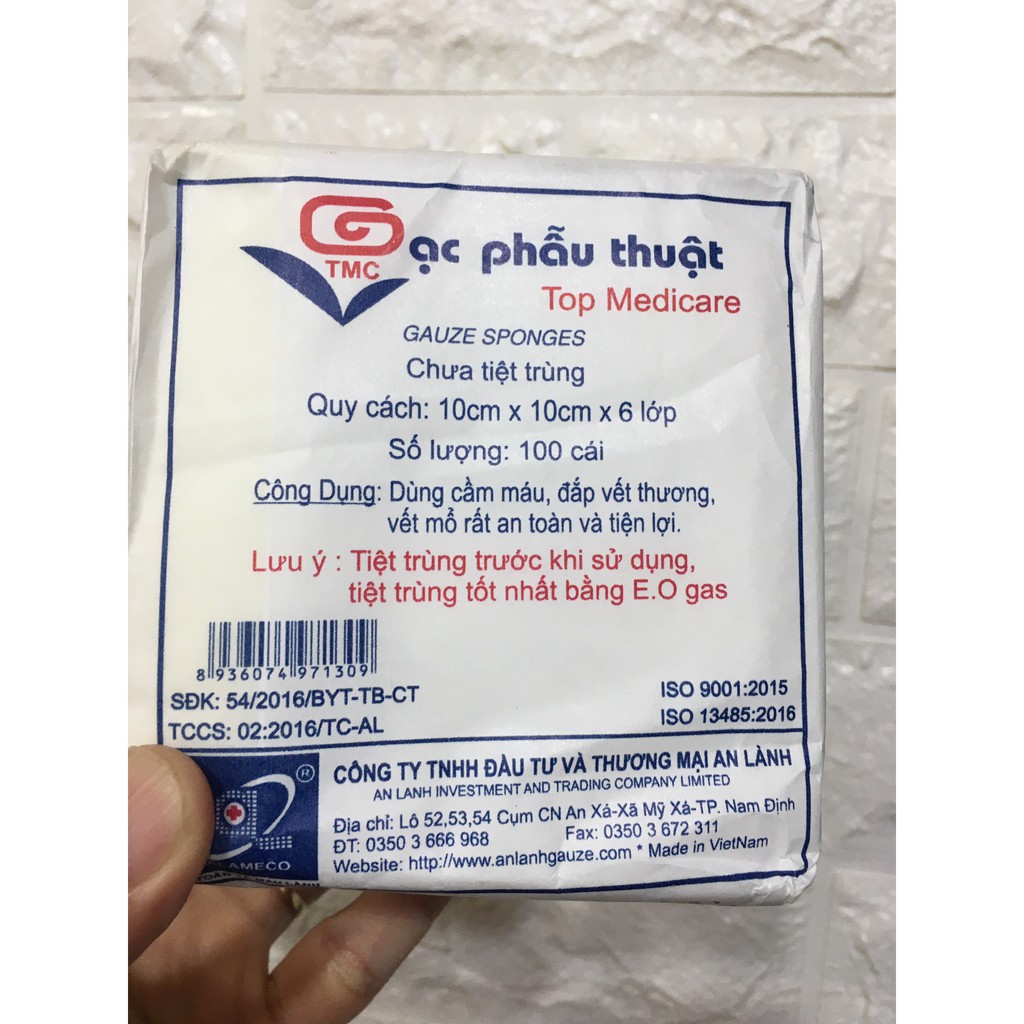 Gạc phẫu thuật
TMC
Top Medicare
GAUZE SPONGES
Chưa tiệt trùng
Quy cách: 10cm x 10cm x 6 lớp
Số lượng: 100 cái
Công Dụng: Dùng cầm máu, đắp vết thương,
vết mổ rất an toàn và tiện lợi.
Lưu ý : Tiệt trùng trước khi sử dụng,
tiệt trùng tốt nhất bằng E.O gas
8 936074 971309
SĐK: 54/2016/BYT-TB-CT
ISO 9001:2015
TCCS: 02:2016/TC-AL
ISO 13485:2016
®
CÔNG TY TNHH ĐẦU TƯ VÀ THƯƠNG MẠI AN LÀNH
AN LANH INVESTMENT AND TRADING COMPANY LIMITED
Địa chỉ: Lô 52,53,54 Cụm CN An Xá-Xã Mỹ Xá-TP. Nam Định
ĐT: 0350 3 666 968 Fax: 0350 3 672 311
Website: http://www.anlanhgauze.com * Made in VietNam